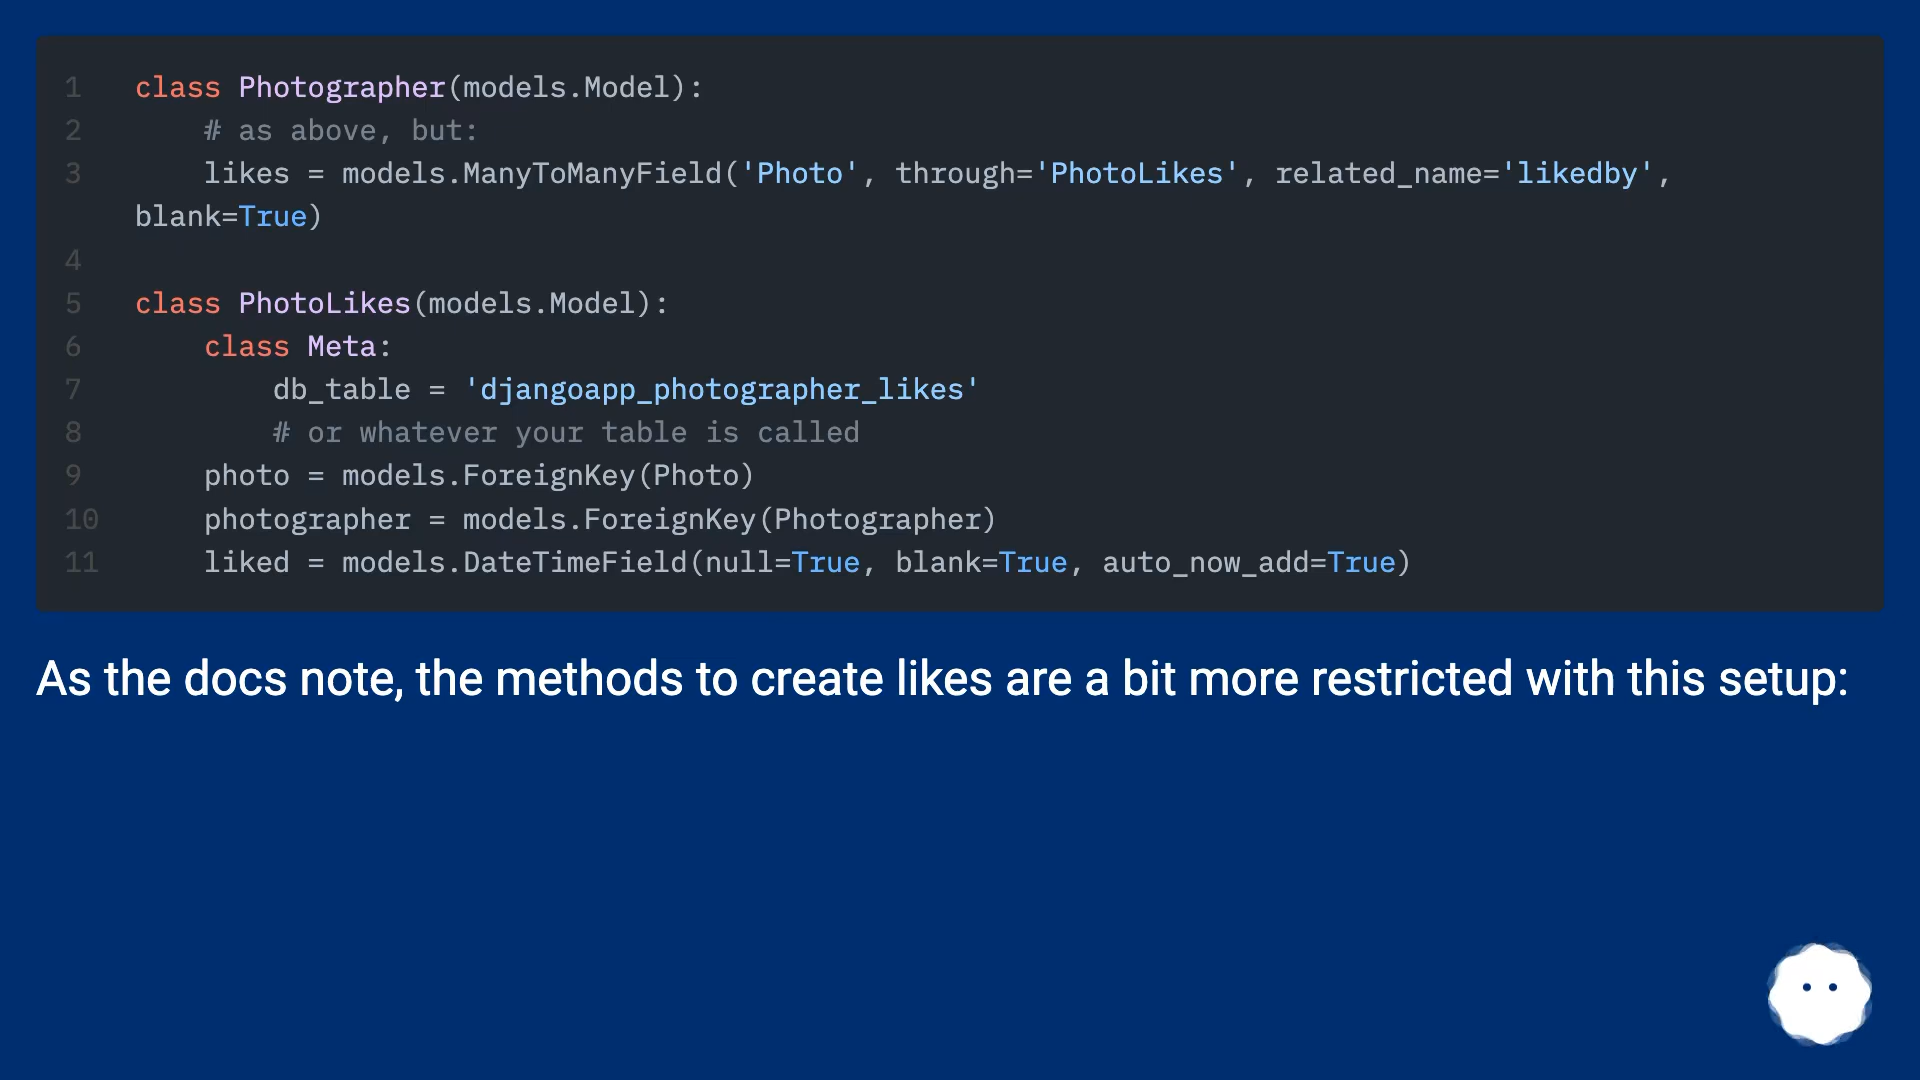 1 class Photographer(models.Model):
2     # as above, but:
3     likes = models.ManyToManyField('Photo', through='PhotoLikes', related_name='likedby',
blank=True)
4
5 class PhotoLikes(models.Model):
6     class Meta:
7         db_table = 'djangoapp_photographer_likes'
8         # or whatever your table is called
9     photo = models.ForeignKey(Photo)
10     photographer = models.ForeignKey(Photographer)
11     liked = models.DateTimeField(null=True, blank=True, auto_now_add=True)
As the docs note, the methods to create likes are a bit more restricted with this setup: